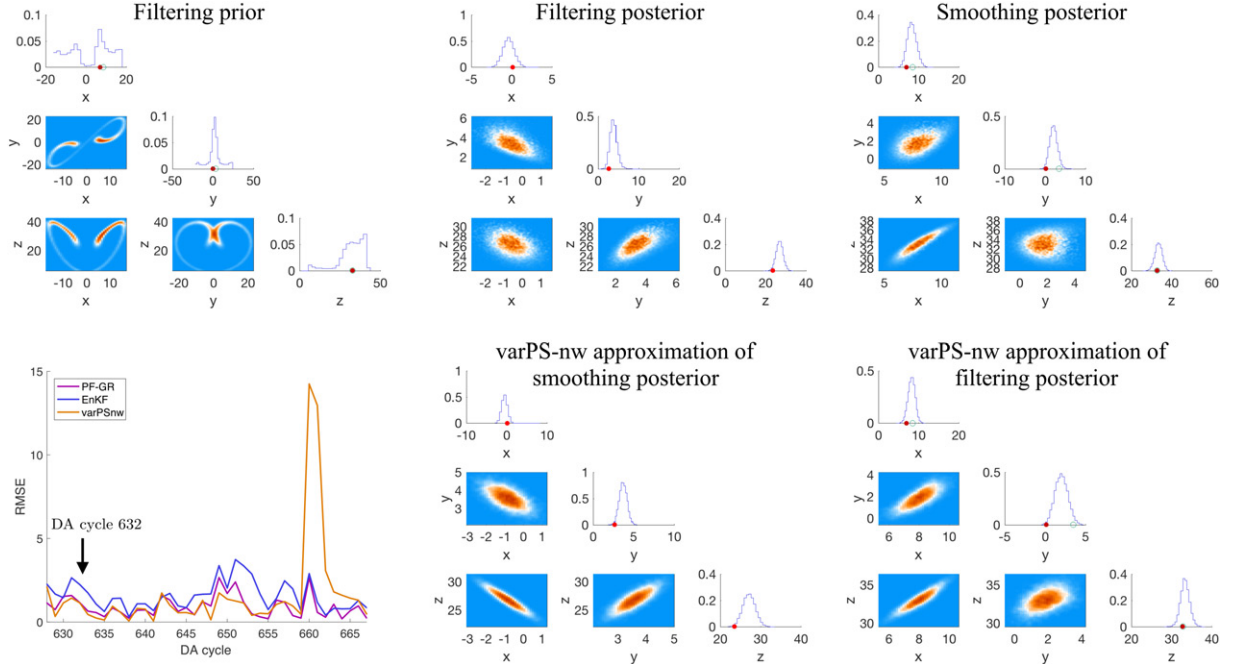 Filtering prior
0.1
0.05
0
-20 0 20
x
y
20
0
-20
-10 0 10
x
0.1
0.05
0
-50 0 50
y
z
40
20
-10 0 10
x
z
40
20
-20 0 20
y
0.1
0.05
0
0 50
z
Filtering posterior
1
0.5
0
-5 0 5
x
y
6
4
2
-2 -1 0 1
x
0.5
0
0 10 20
y
z
30
28
26
24
22
-2 -1 0 1
x
z
30
28
26
24
22
2 4 6
y
0.4
0.2
0
0 20 40
z
Smoothing posterior
0.4
0.2
0
0 10 20
x
y
4
2
0
5 10
x
0.5
0
-10 0 10
y
z
38
36
34
32
30
28
5 10
x
z
38
36
34
32
30
28
0 2 4
y
0.4
0.2
0
20 40 60
z
15
10
5
0
RMSE
PF-GR
EnKF
varPSnw
DA cycle 632
630 635 640 645 650 655 660 665
DA cycle
varPS-nw approximation of
smoothing posterior
1
0.5
0
-10 0 10
x
y
5
4
3
-3 -2 -1 0 1
x
1
0.5
0
0 5 10
y
z
30
25
-3 -2 -1 0 1
x
z
30
25
3 4 5
y
0.4
0.2
0
20 30 40
z
varPS-nw approximation of
filtering posterior
0.5
0
0 10 20
x
y
4
2
0
6 8 10
x
0.5
0
-5 0 5
y
z
35
30
6 8 10
x
z
35
30
0 2 4
y
0.4
0.2
0
20 30 40
z